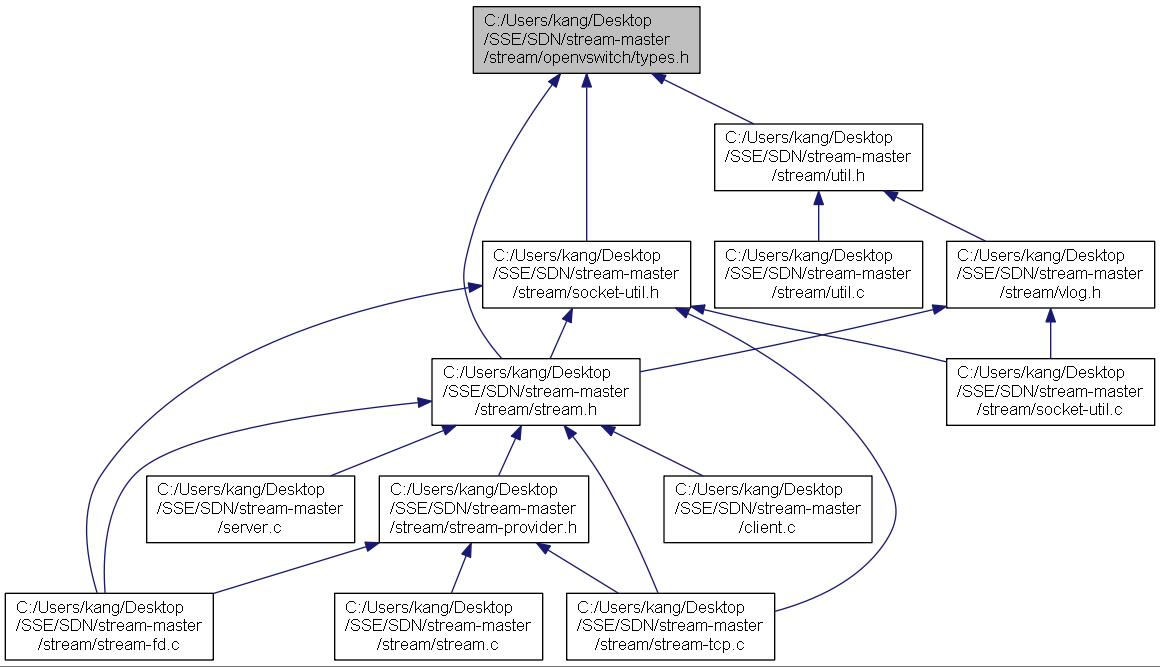 C:/Users/kang/Desktop
/SSE/SDN/stream-master
/stream/openvswitch/types.h
C:/Users/kang/Desktop
/SSE/SDN/stream-master
/stream/util.h
C:/Users/kang/Desktop
/SSE/SDN/stream-master
/stream/socket-util.h
C:/Users/kang/Desktop
/SSE/SDN/stream-master
/stream/util.c
C:/Users/kang/Desktop
/SSE/SDN/stream-master
/stream/vlog.h
C:/Users/kang/Desktop
/SSE/SDN/stream-master
/stream/stream.h
C:/Users/kang/Desktop
/SSE/SDN/stream-master
/stream/socket-util.c
C:/Users/kang/Desktop
/SSE/SDN/stream-master
/server.c
C:/Users/kang/Desktop
/SSE/SDN/stream-master
/stream/stream-provider.h
C:/Users/kang/Desktop
/SSE/SDN/stream-master
/client.c
C:/Users/kang/Desktop
/SSE/SDN/stream-master
/stream/stream-fd.c
C:/Users/kang/Desktop
/SSE/SDN/stream-master
/stream/stream.c
C:/Users/kang/Desktop
/SSE/SDN/stream-master
/stream/stream-tcp.c